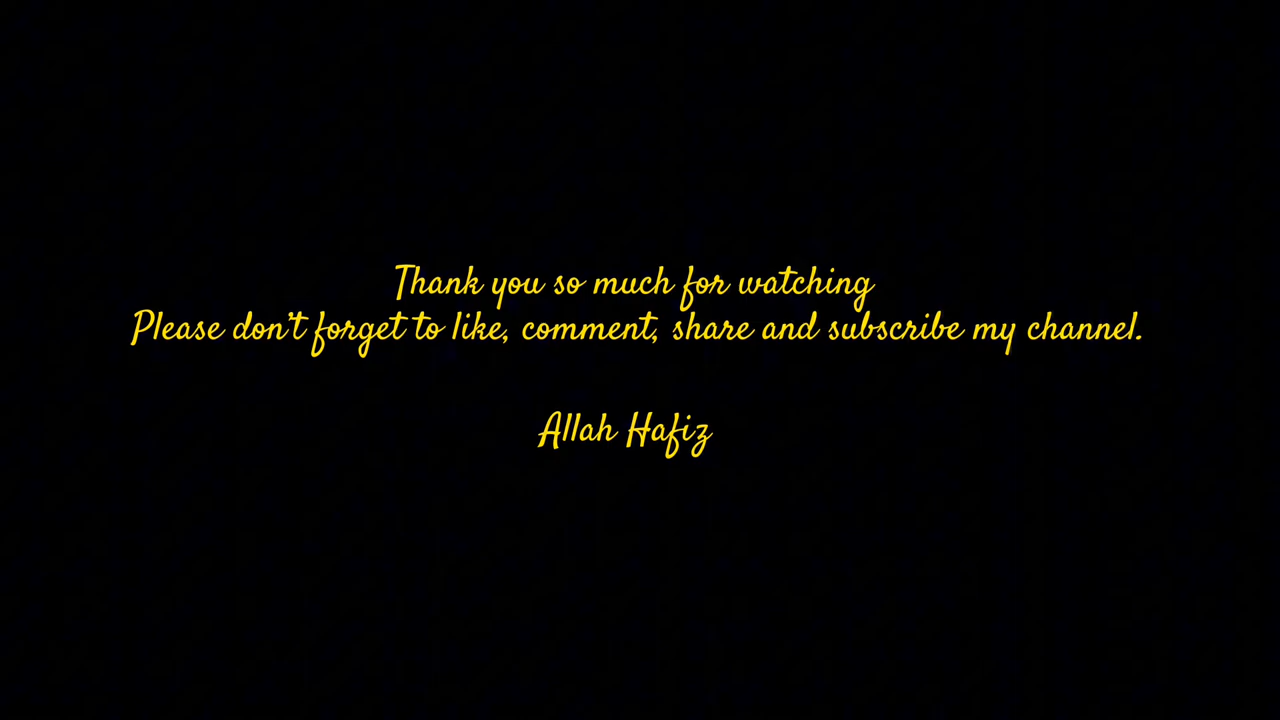 Thank you so much for watching
Please don't forget to like, comment, share and subscribe my channel.
Allah Hafiz